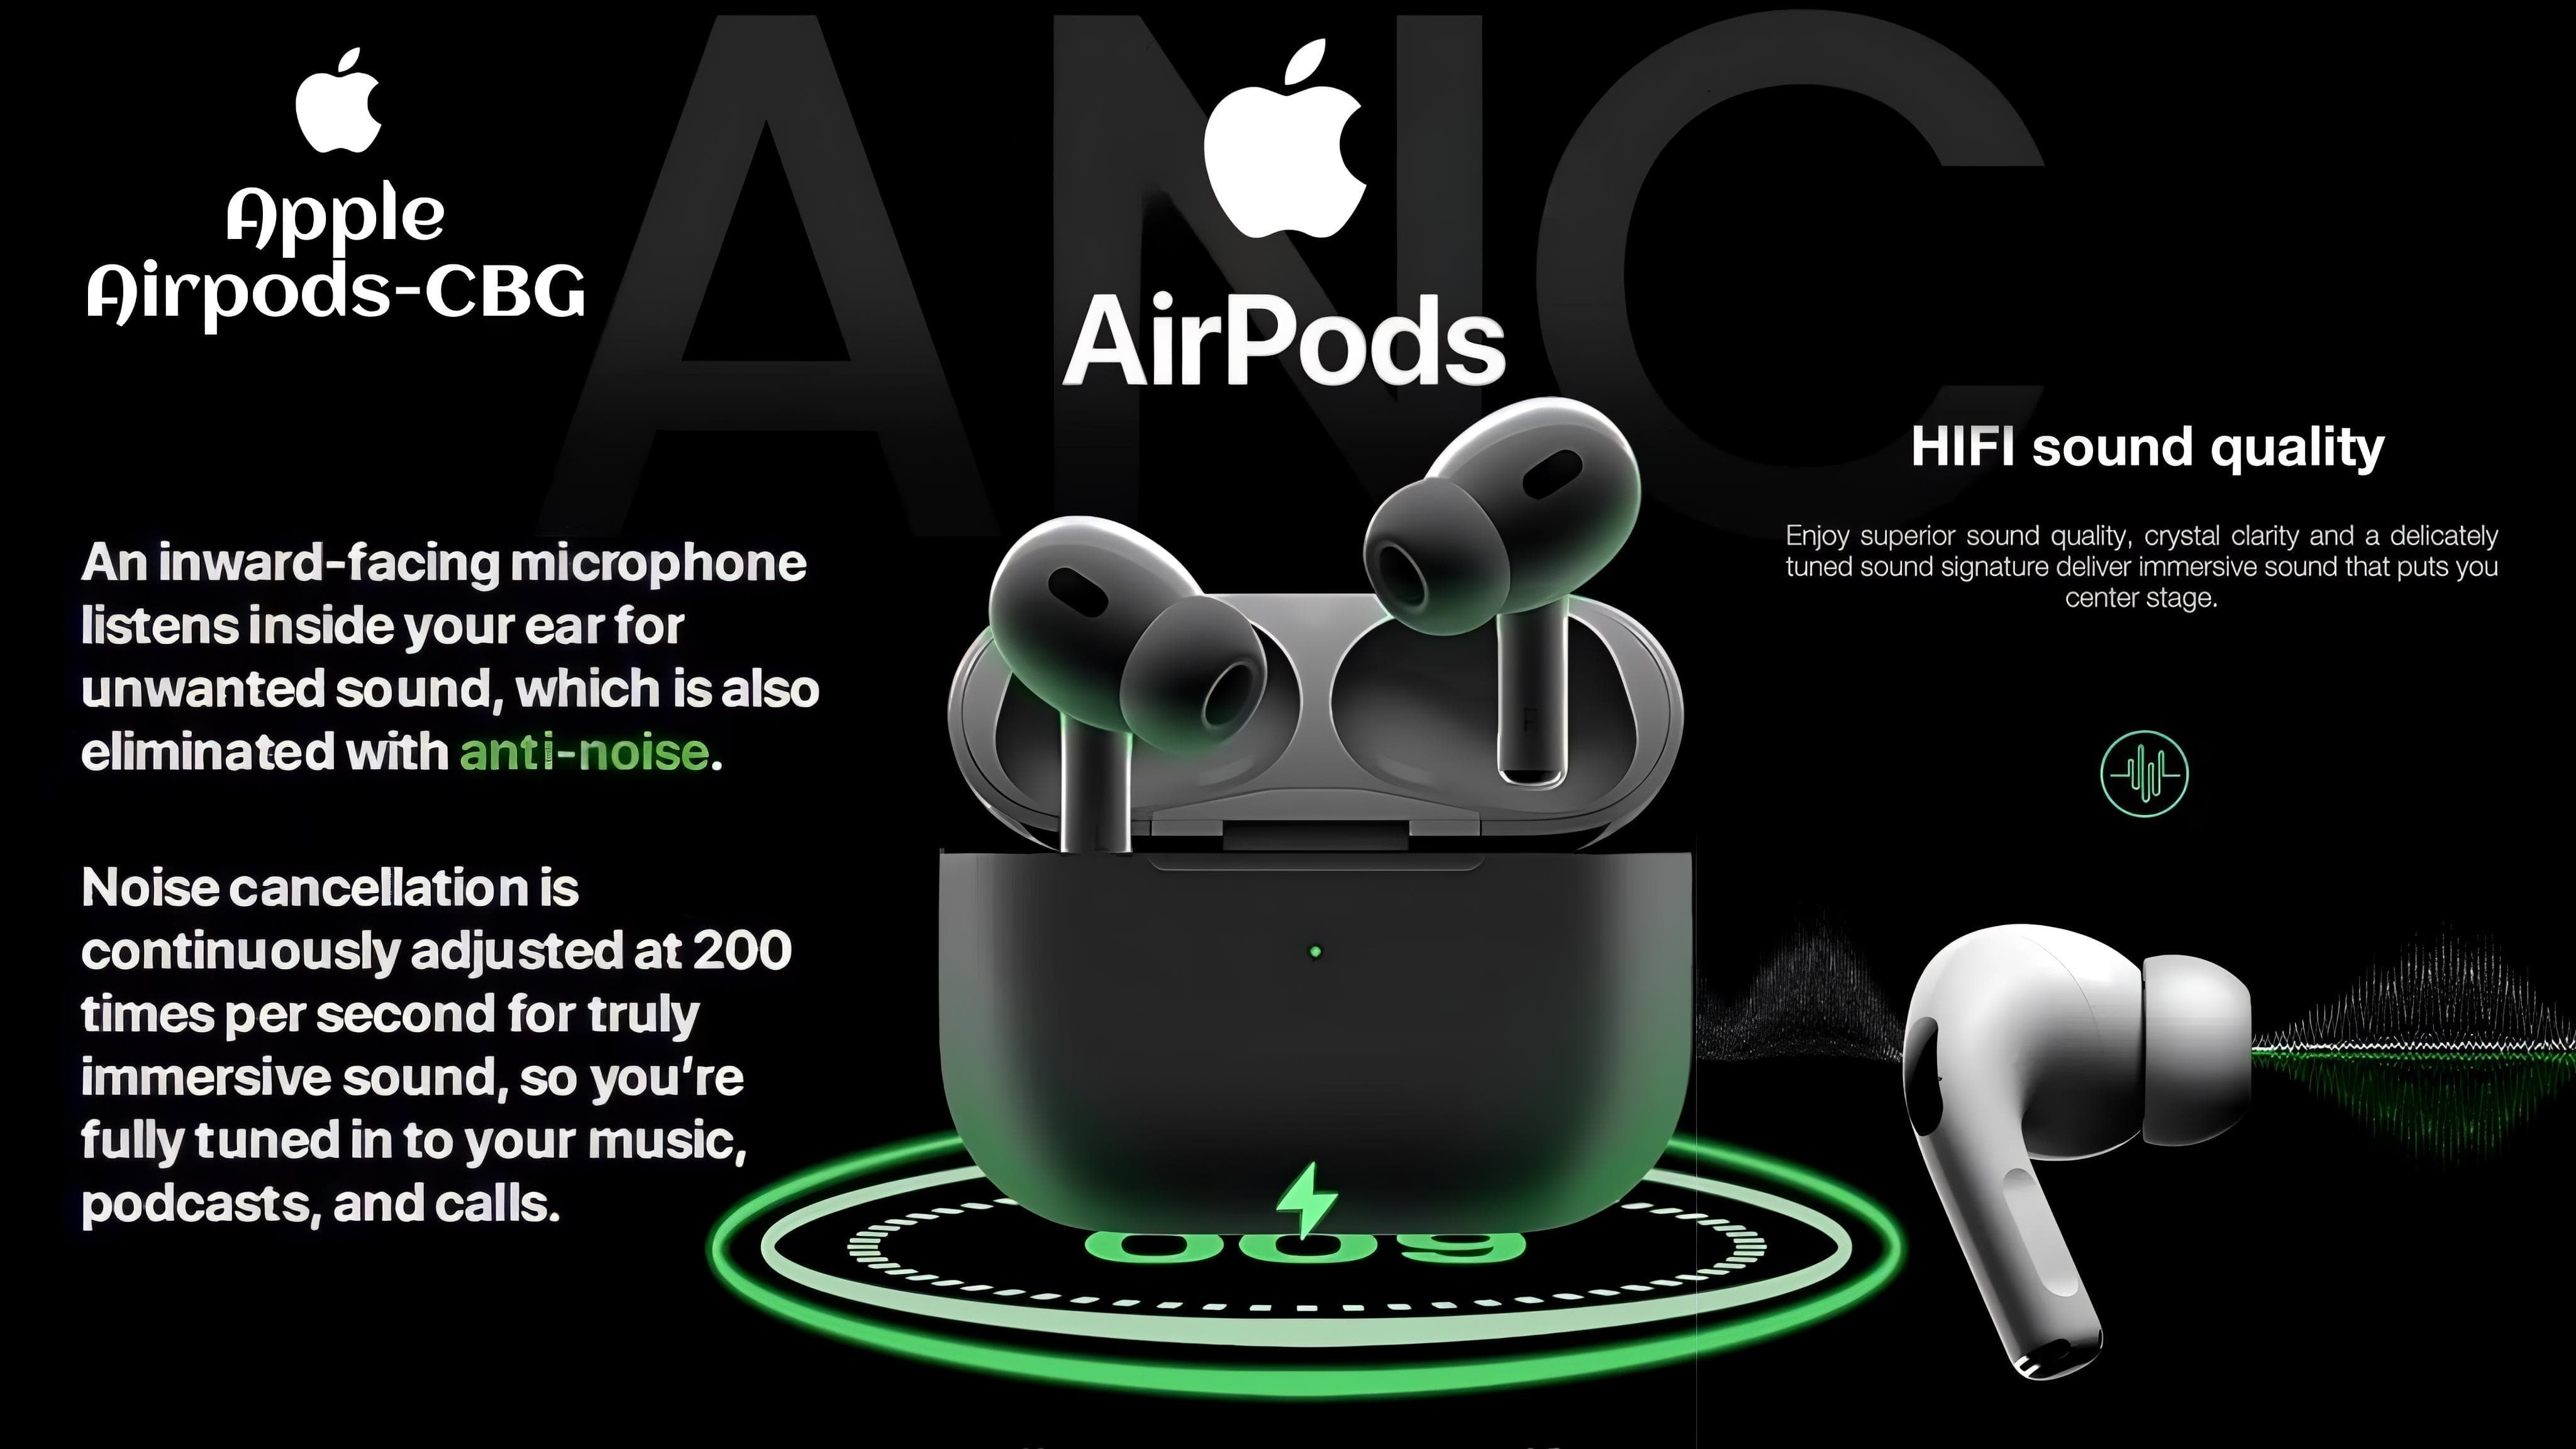 ANC
Apple
Airpods-CBG
AirPods
An inward-facing microphone
listens inside your ear for
unwanted sound, which is also
eliminated with anti-noise.
Noise cancellation is
continuously adjusted at 200
times per second for truly
immersive sound, so you're
fully tuned in to your music,
podcasts, and calls.
HIFI sound quality
Enjoy superior sound quality, crystal clarity and a delicately
tuned sound signature deliver immersive sound that puts you
center stage.